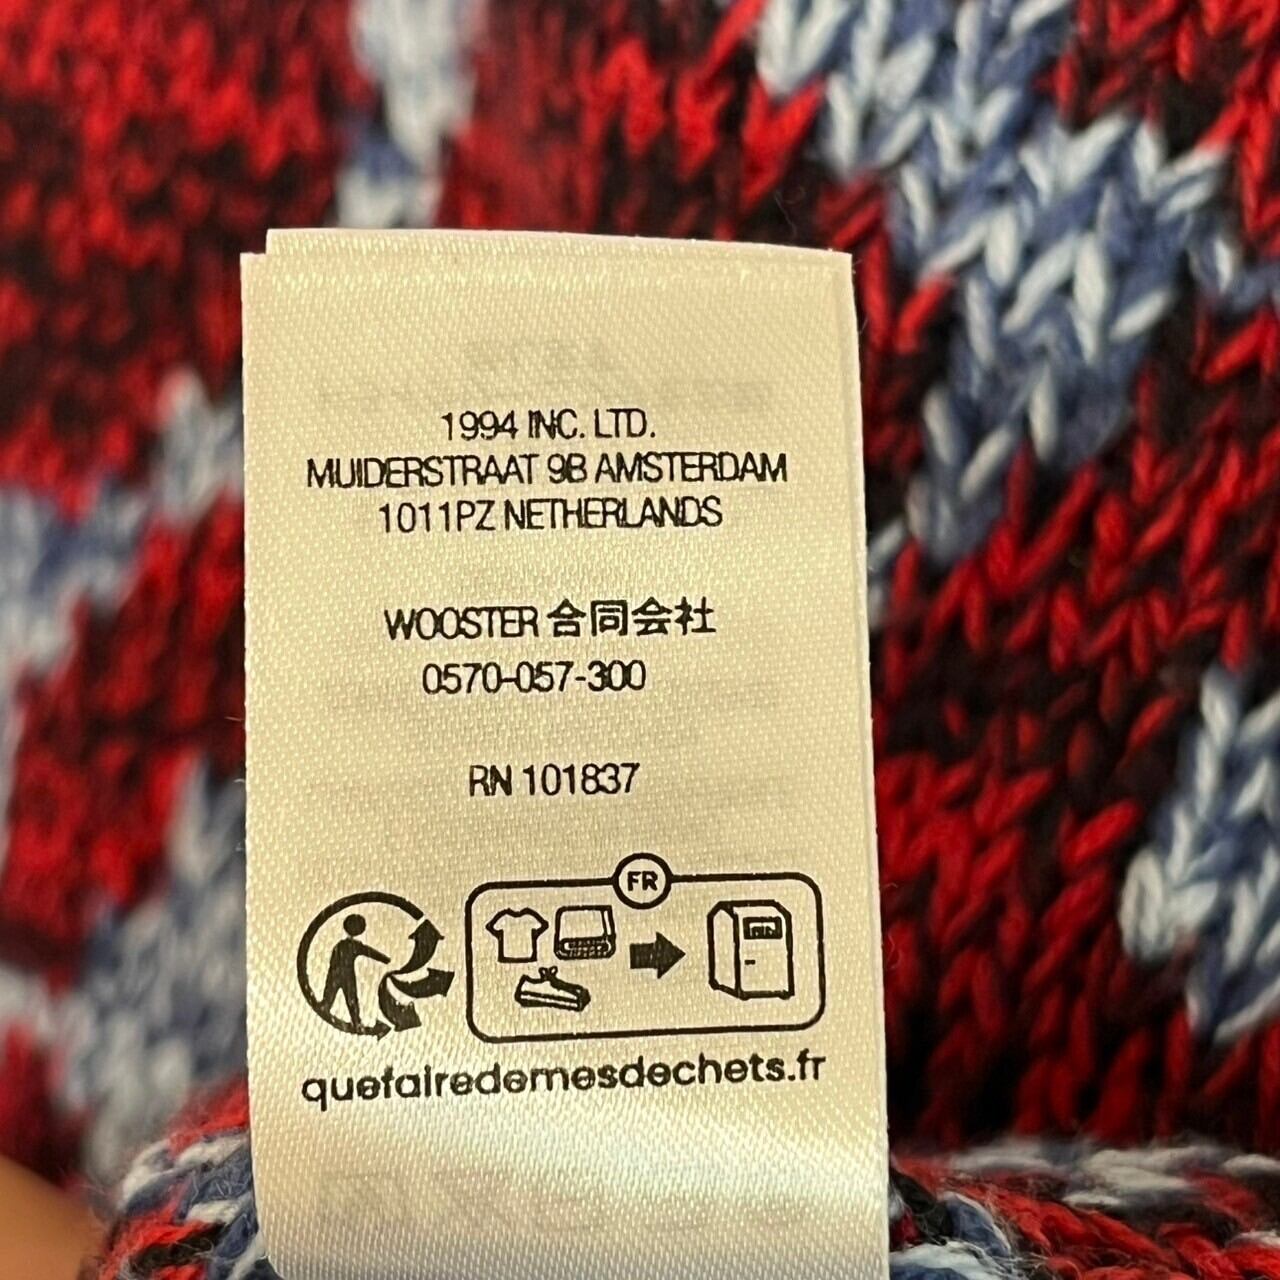 1994 INC. LTD.
MUIDERSTRAAT 9B AMSTERDAM
1011PZ NETHERLANDS
WOOSTER 合同会社
0570-057-300
RN 101837
FR
quefairedemesdechets.fr